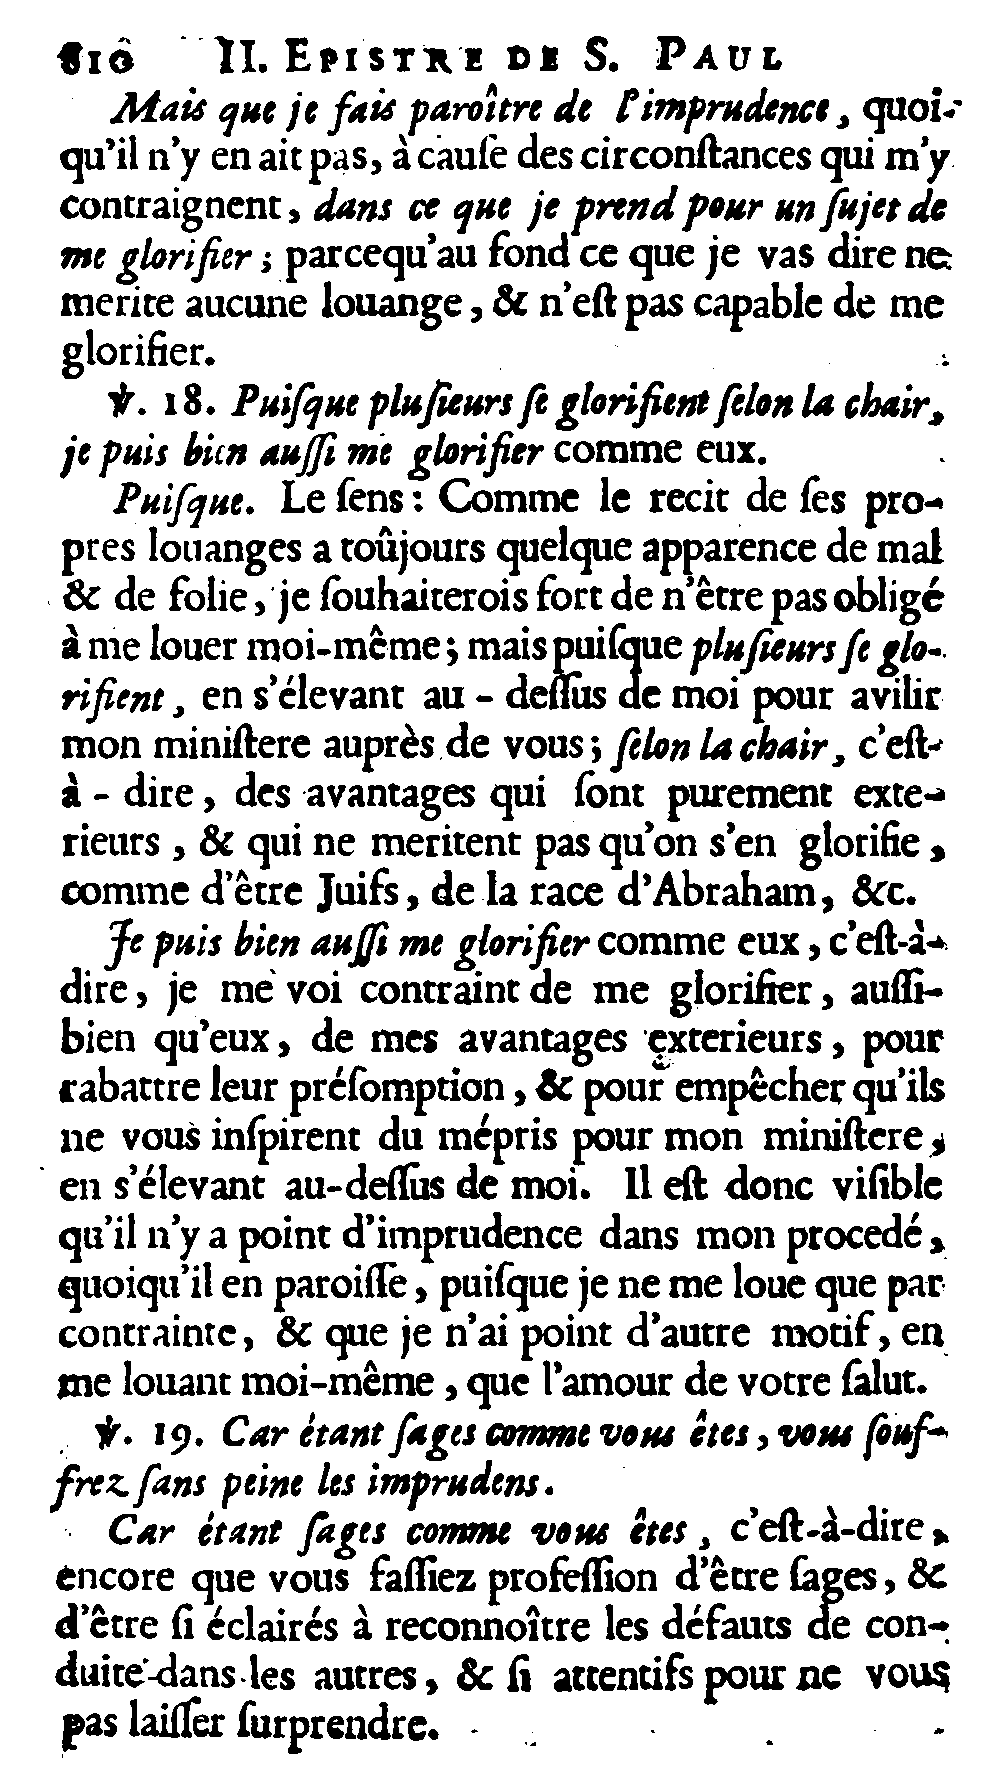 610 II. EPISTRE DE S. PAUL
Mais que je fais paroître de l'imprudence, quoi-
qu'il n'y en ait pas, à cauſe des circonſtances qui m'y
contraignent, dans ce que je prend pour un ſujet de
me glorifier; parcequ'au fond ce que je vas dire ne
merite aucune louange, & n'eſt pas capable de me
glorifier.
℣. 18. Puiſque pluſieurs ſe glorifient ſelon la chair,
je puis bien auſſi me glorifier comme eux.
Puiſque. Le ſens: Comme le recit de ſes pro-
pres louanges a toûjours quelque apparence de mal
& de folie, je ſouhaiterois fort de n'être pas obligé
à me louer moi-même; mais puiſque pluſieurs ſe glo-
rifient, en s'élevant au-deſſus de moi pour avilir
mon miniſtere auprès de vous; ſelon la chair, c'eſt-
à-dire, des avantages qui ſont purement exte-
rieurs, & qui ne meritent pas qu'on s'en glorifie,
comme d'être Juifs, de la race d'Abraham, &c.
Je puis bien auſſi me glorifier comme eux, c'eſt-à-
dire, je me voi contraint de me glorifier, auſſi-
bien qu'eux, de mes avantages exterieurs, pour
rabattre leur préſomption, & pour empêcher qu'ils
ne vous inſpirent du mépris pour mon miniſtere,
en s'élevant au-deſſus de moi. Il eſt donc viſible
qu'il n'y a point d'imprudence dans mon procedé,
quoiqu'il en paroiſſe, puiſque je ne me loue que par
contrainte, & que je n'ai point d'autre motif, en
me louant moi-même, que l'amour de votre ſalut.
℣. 19. Car étant ſages comme vous êtes, vous ſouf-
frez ſans peine les imprudens.
Car étant ſages comme vous êtes, c'eſt-à-dire,
encore que vous faſſiez profeſſion d'être ſages, &
d'être ſi éclairés à reconnoître les défauts de con-
duite dans les autres, & ſi attentifs pour ne vous
pas laiſſer ſurprendre.